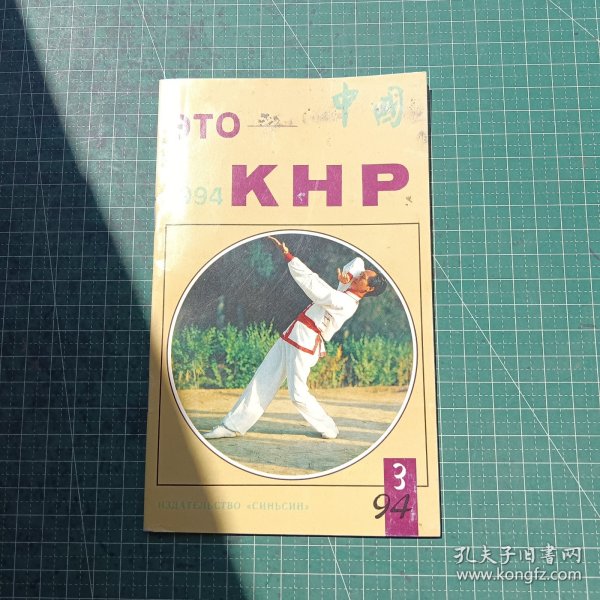 ЭТО
中国
1994 КНР
ИЗДАТЕЛЬСТВО «СИНЬСИН»
3
94
孔夫子旧书网
www.kongfz.com